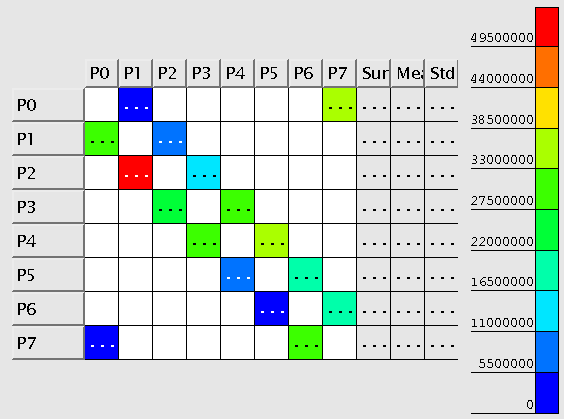 P0 P1 P2 P3 P4 P5 P6 P7 Sur Mea Std
P0 ... ... ... ... ...
P1 ... ... ... ... ...
P2 ... ... ... ... ...
P3 ... ... ... ... ...
P4 ... ... ... ... ...
P5 ... ... ... ... ...
P6 ... ... ... ... ...
P7 ... ... ... ... ...
49500000
44000000
38500000
33000000
27500000
22000000
16500000
11000000
5500000
0